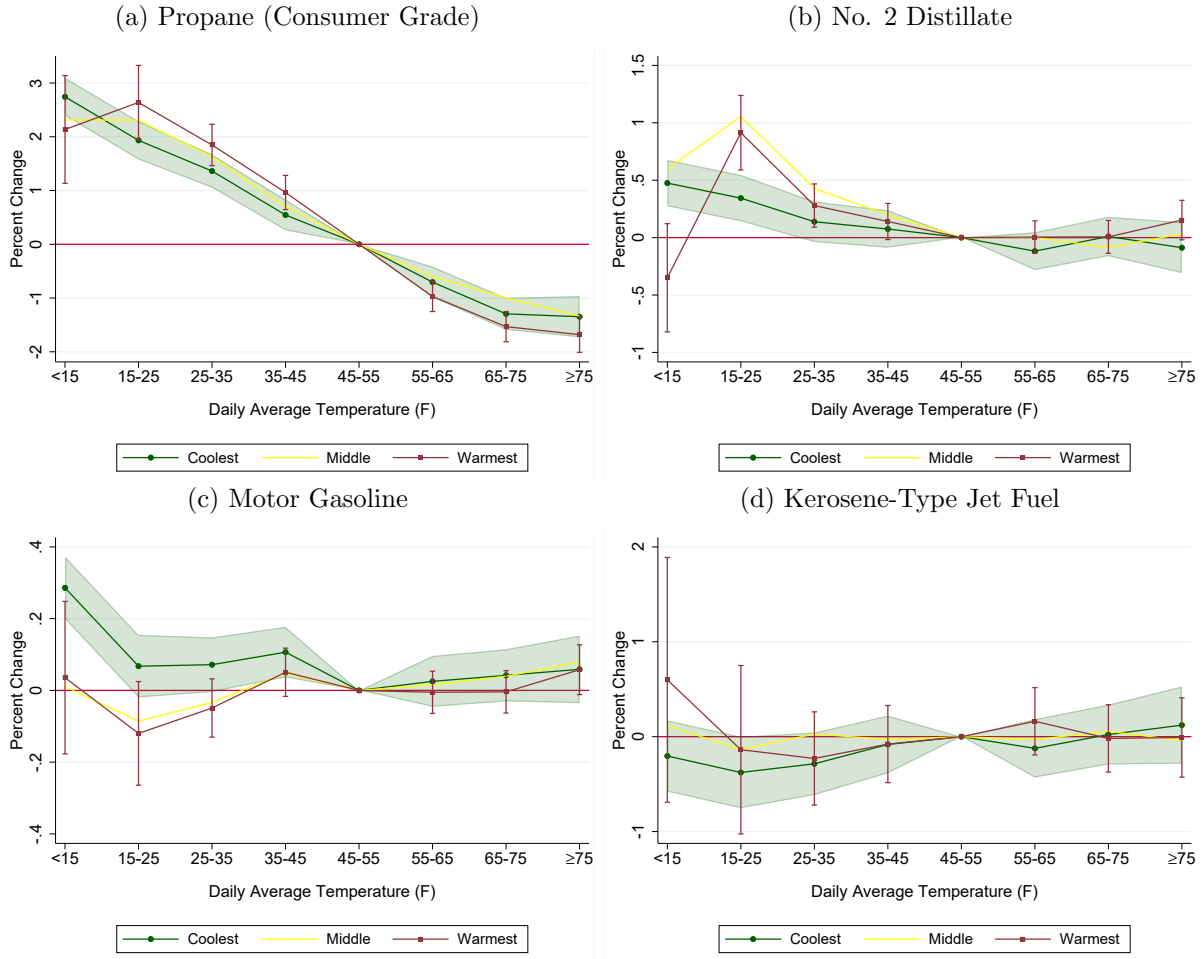 (a) Propane (Consumer Grade)
Percent Change
3
2
1
0
-1
-2
<15 15-25 25-35 35-45 45-55 55-65 65-75 ≥75
Daily Average Temperature (F)
Coolest Middle Warmest
(b) No. 2 Distillate
Percent Change
1.5
1
.5
0
-.5
-1
<15 15-25 25-35 35-45 45-55 55-65 65-75 ≥75
Daily Average Temperature (F)
Coolest Middle Warmest
(c) Motor Gasoline
Percent Change
.4
.2
0
-.2
-.4
<15 15-25 25-35 35-45 45-55 55-65 65-75 ≥75
Daily Average Temperature (F)
Coolest Middle Warmest
(d) Kerosene-Type Jet Fuel
Percent Change
2
1
0
-1
<15 15-25 25-35 35-45 45-55 55-65 65-75 ≥75
Daily Average Temperature (F)
Coolest Middle Warmest